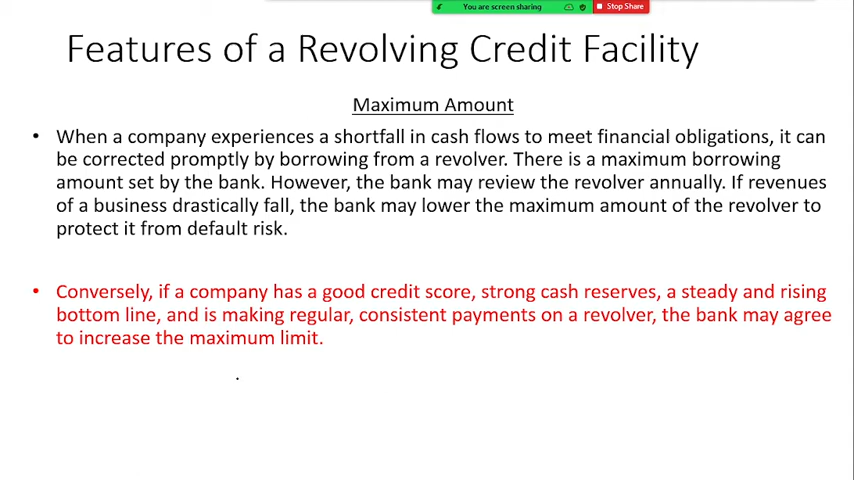 You are screen sharing
Stop Share
Features of a Revolving Credit Facility
Maximum Amount
• When a company experiences a shortfall in cash flows to meet financial obligations, it can
be corrected promptly by borrowing from a revolver. There is a maximum borrowing
amount set by the bank. However, the bank may review the revolver annually. If revenues
of a business drastically fall, the bank may lower the maximum amount of the revolver to
protect it from default risk.
• Conversely, if a company has a good credit score, strong cash reserves, a steady and rising
bottom line, and is making regular, consistent payments on a revolver, the bank may agree
to increase the maximum limit.